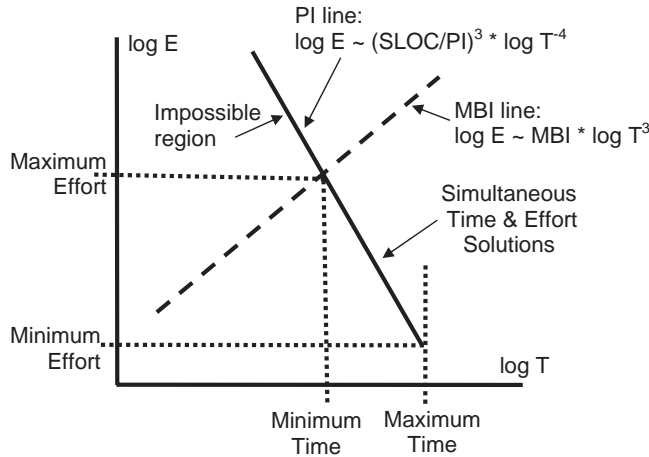 PI line:
log E ~ (SLOC/PI)³ * log T⁻⁴
log E
Impossible
region
MBI line:
log E ~ MBI * log T³
Maximum
Effort
Simultaneous
Time & Effort
Solutions
Minimum
Effort
log T
Minimum
Time
Maximum
Time